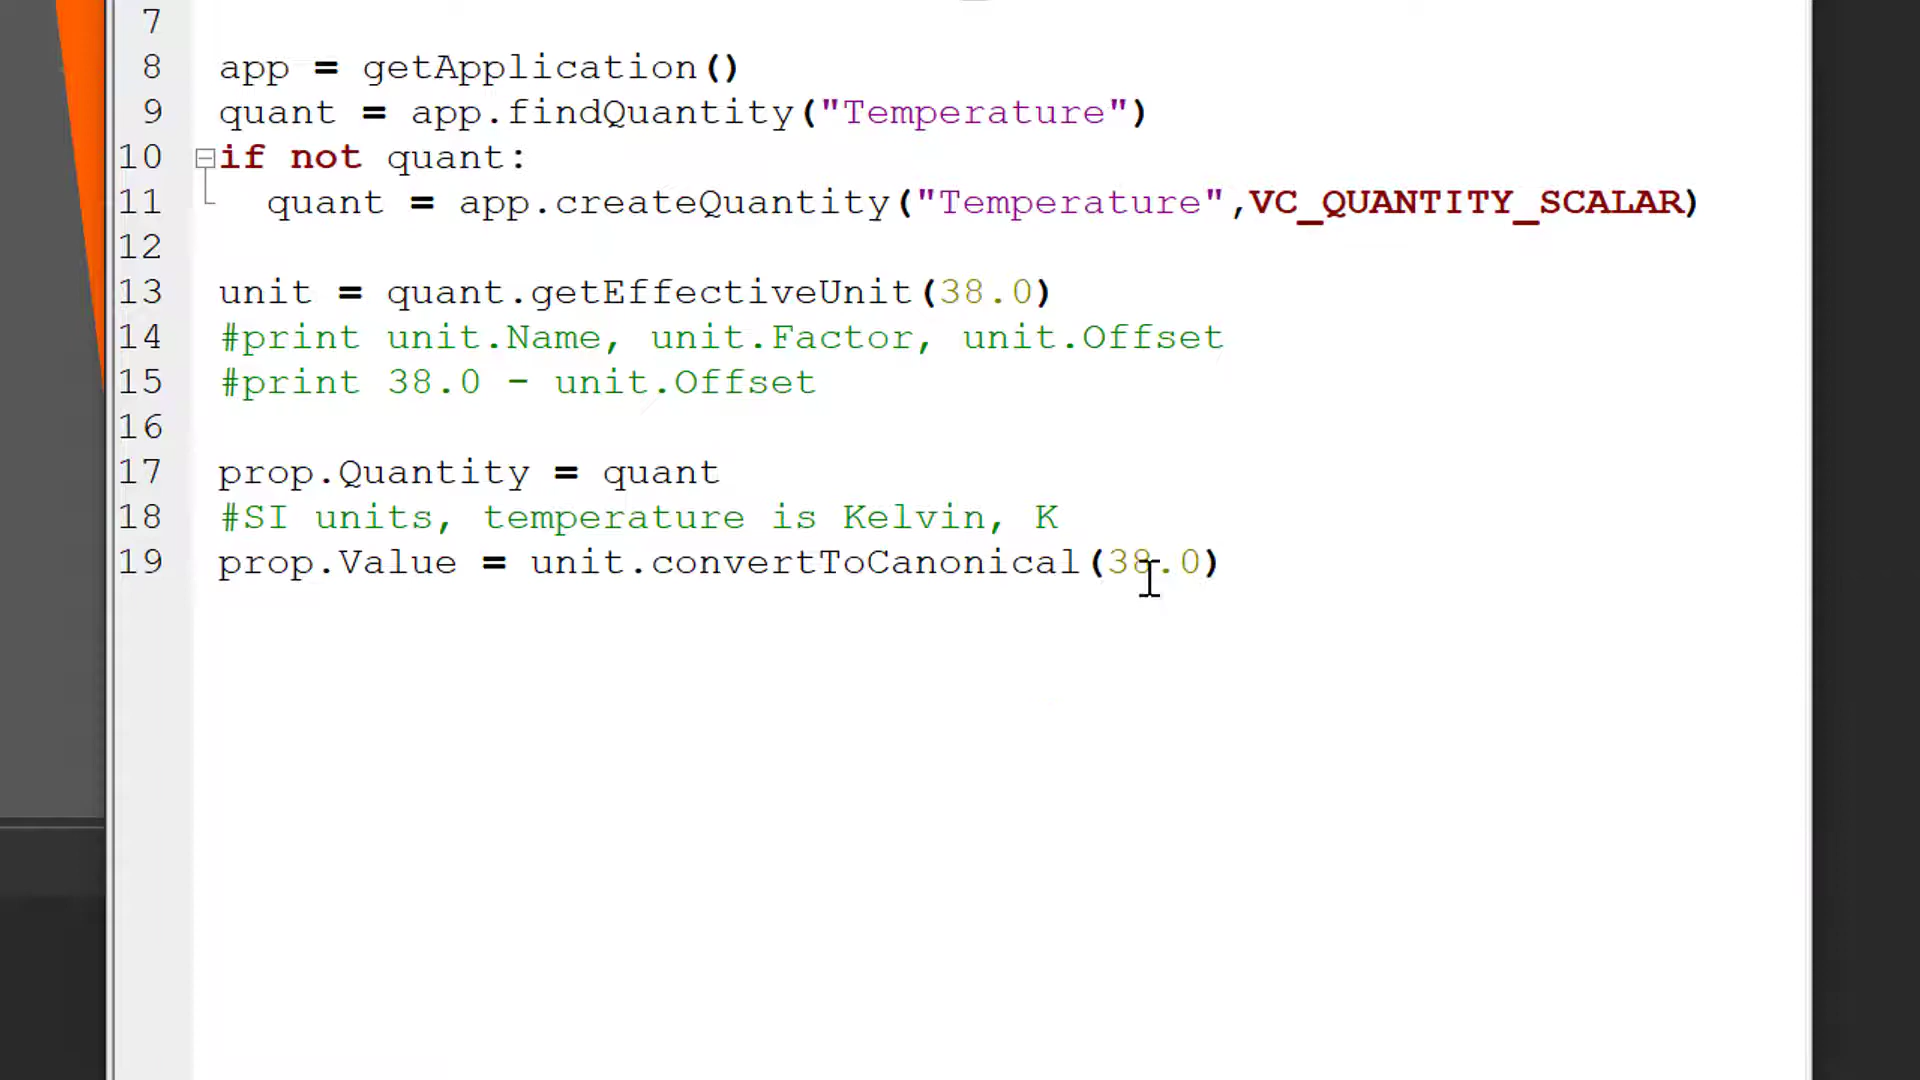 7
8 app = getApplication()
9 quant = app.findQuantity("Temperature")
10 if not quant:
11 quant = app.createQuantity("Temperature",VC_QUANTITY_SCALAR)
12
13 unit = quant.getEffectiveUnit(38.0)
14 #print unit.Name, unit.Factor, unit.Offset
15 #print 38.0 - unit.Offset
16
17 prop.Quantity = quant
18 #SI units, temperature is Kelvin, K
19 prop.Value = unit.convertToCanonical(38.0)